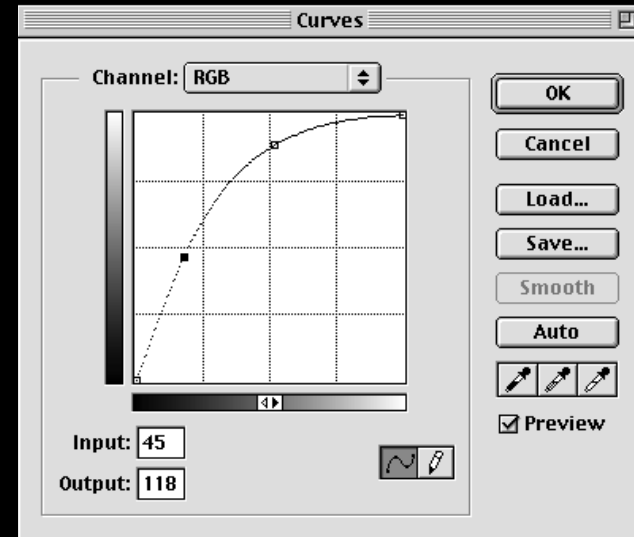 Curves
Channel: RGB
OK
Cancel
Load...
Save...
Smooth
Auto
Preview
Input: 45
Output: 118